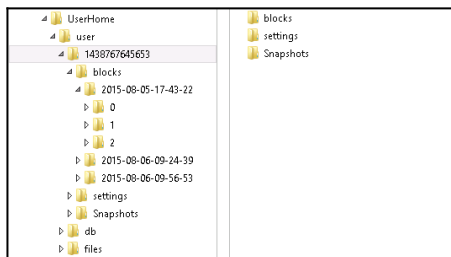 UserHome
user
1438767645653
blocks
2015-08-05-17-43-22
0
1
2
2015-08-06-09-24-39
2015-08-06-09-56-53
settings
Snapshots
db
files
blocks
settings
Snapshots